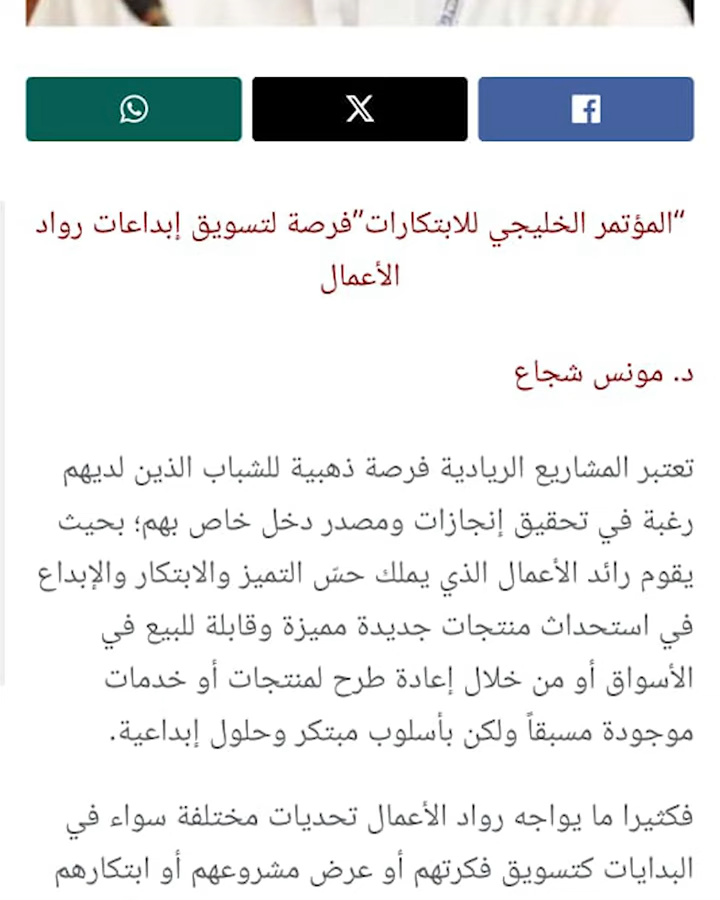 “المؤتمر الخليجي للابتكارات”فرصة لتسويق إبداعات رواد
الأعمال
د. مونس شجاع
تعتبر المشاريع الريادية فرصة ذهبية للشباب الذين لديهم
رغبة في تحقيق إنجازات ومصدر دخل خاص بهم؛ بحيث
يقوم رائد الأعمال الذي يملك حسّ التميز والابتكار والإبداع
في استحداث منتجات جديدة مميزة وقابلة للبيع في
الأسواق أو من خلال إعادة طرح لمنتجات أو خدمات
موجودة مسبقاً ولكن بأسلوب مبتكر وحلول إبداعية.
فكثيرا ما يواجه رواد الأعمال تحديات مختلفة سواء في
البدايات كتسويق فكرتهم أو عرض مشروعهم أو ابتكارهم